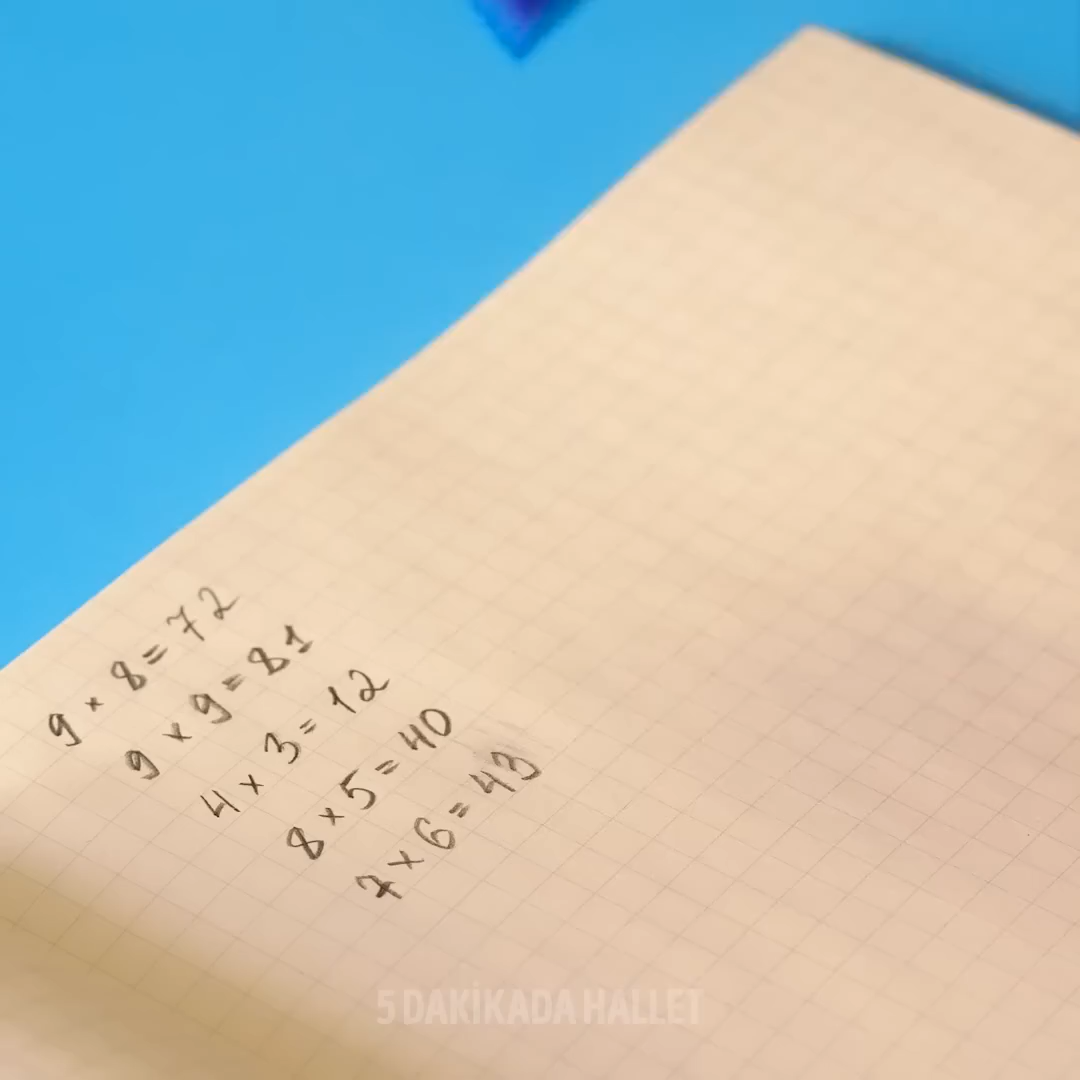 9 × 8 = 72
9 × 9 = 81
4 × 3 = 12
8 × 5 = 40
7 × 6 = 43
5 DAKİKADA HALLET